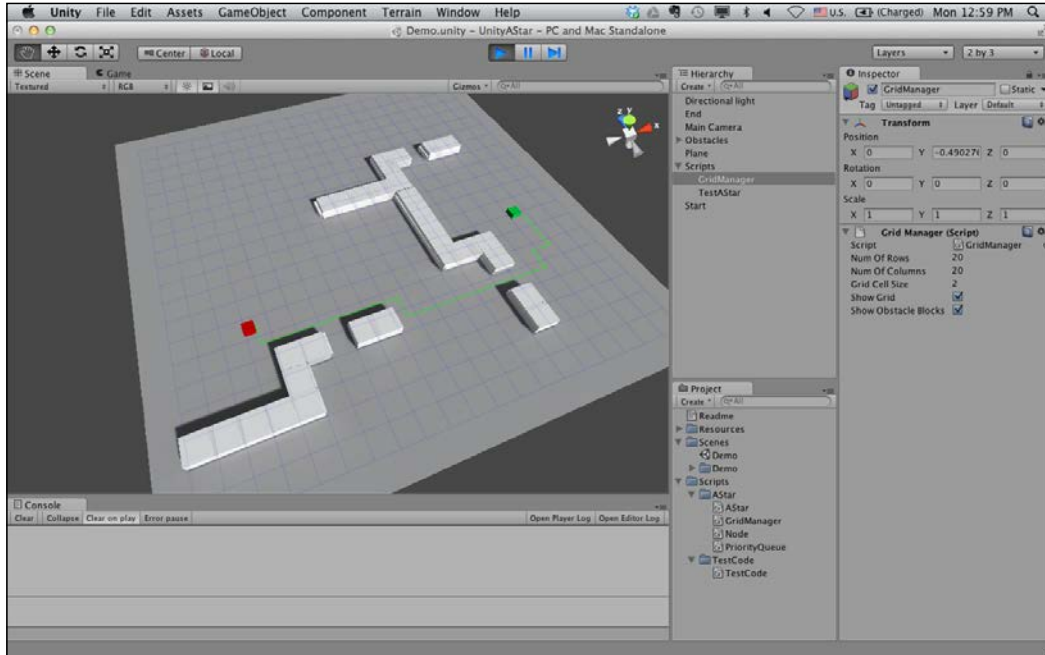 Unity File Edit Assets GameObject Component Terrain Window Help U.S. (Charged) Mon 12:59 PM
Demo.unity – UnityAStar – PC and Mac Standalone
Center Local Layers 2 by 3
Scene Game
Textured RGB Gizmos All
z y x
Hierarchy
Create All
Directional light
End
Main Camera
Obstacles
Plane
Scripts
GridManager
TestAStar
Start
Inspector
GridManager Static
Tag Untagged Layer Default
Transform
Position
X 0 Y -0.49027 Z 0
Rotation
X 0 Y 0 Z 0
Scale
X 1 Y 1 Z 1
Grid Manager (Script)
Script GridManager
Num Of Rows 20
Num Of Columns 20
Grid Cell Size 2
Show Grid
Show Obstacle Blocks
Project
Create All
Readme
Resources
Scenes
Demo
Demo
Scripts
AStar
AStar
GridManager
Node
PriorityQueue
TestCode
TestCode
Console
Clear Collapse Clear on play Error pause Open Player Log Open Editor Log